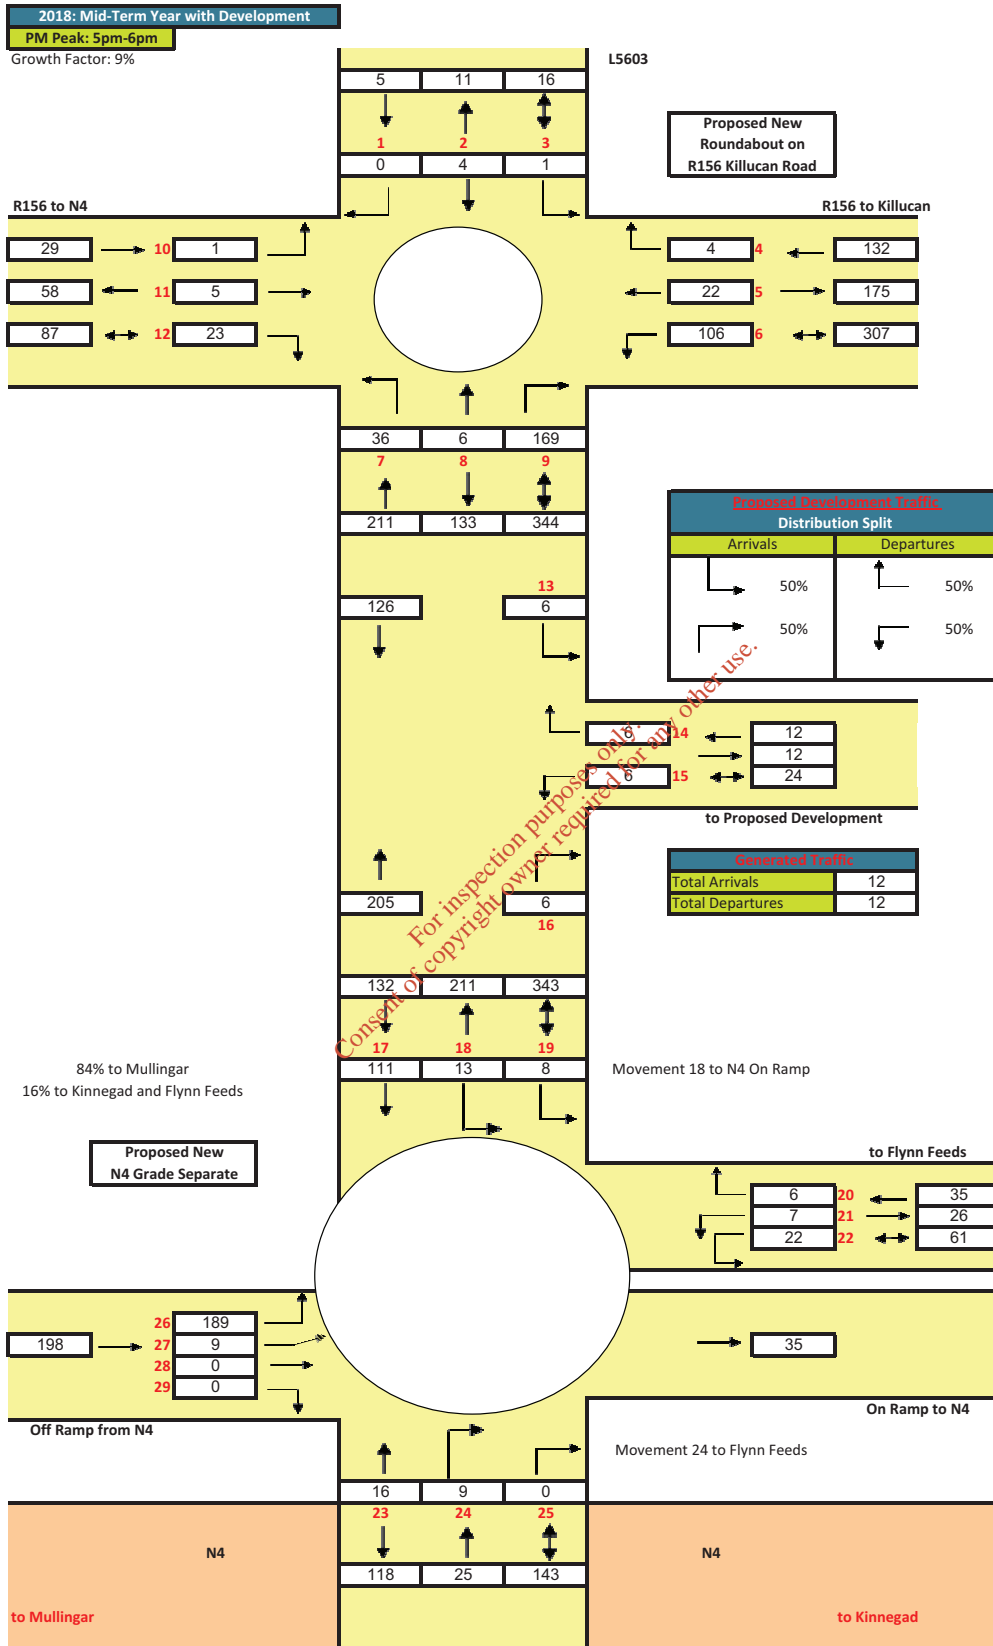 2018: Mid-Term Year with Development
PM Peak: 5pm-6pm
Growth Factor: 9%
L5603
5 11 16
1 2 3
0 4 1
Proposed New
Roundabout on
R156 Killucan Road
R156 to N4
R156 to Killucan
29 10 1
4 4 132
58 11 5
22 5 175
87 12 23
106 6 307
36 6 169
7 8 9
211 133 344
Proposed Development Traffic
Distribution Split
Arrivals Departures
50% 50%
50% 50%
13
126 6
6 14 12
12
6 15 24
to Proposed Development
Generated Traffic
Total Arrivals 12
Total Departures 12
205 6
16
For inspection purposes only.
Consent of copyright owner required for any other use.
132 211 343
17 18 19
111 13 8
84% to Mullingar
16% to Kinnegad and Flynn Feeds
Movement 18 to N4 On Ramp
Proposed New
N4 Grade Separate
to Flynn Feeds
6 20 35
7 21 26
22 22 61
26 189
198 27 9
28 0
29 0
35
Off Ramp from N4
On Ramp to N4
Movement 24 to Flynn Feeds
16 9 0
23 24 25
N4
N4
118 25 143
to Mullingar
to Kinnegad